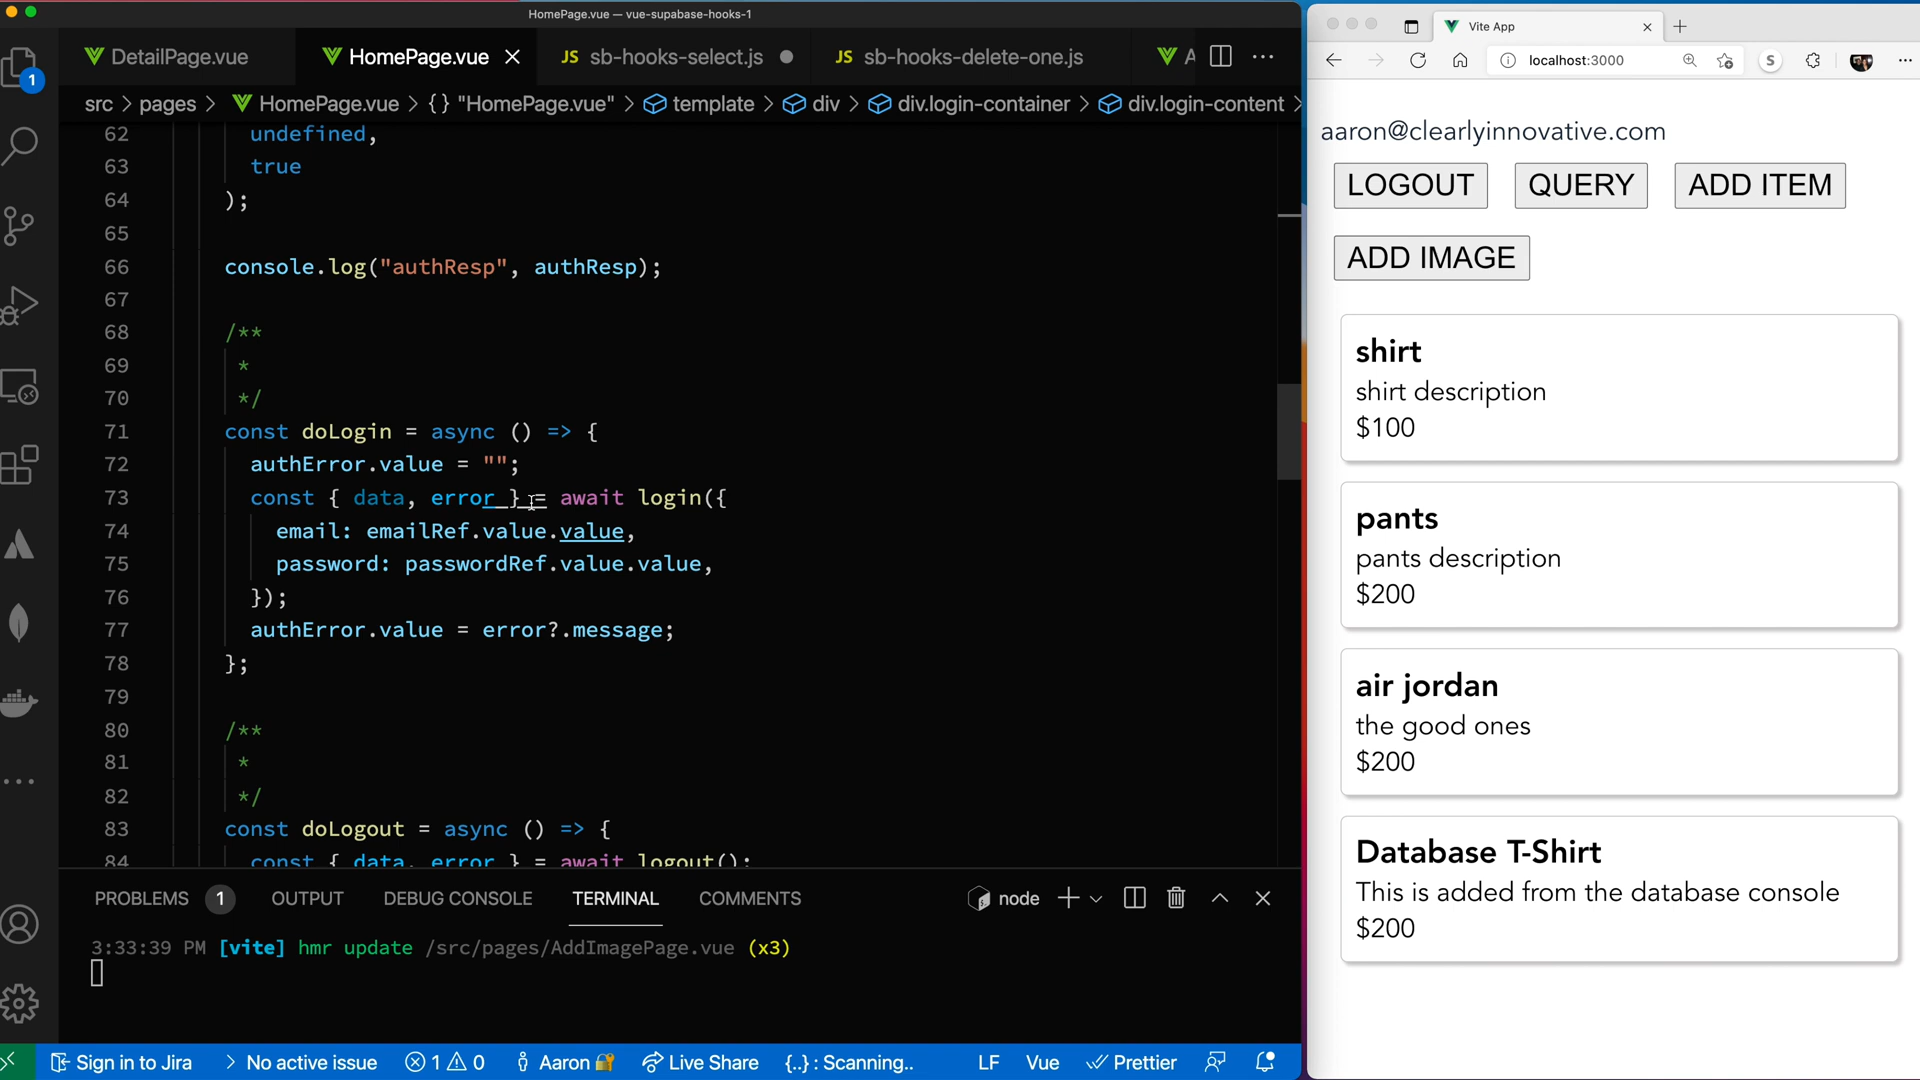 HomePage.vue — vue-supabase-hooks-1
DetailPage.vue
HomePage.vue
JS sb-hooks-select.js
JS sb-hooks-delete-one.js
A
src > pages > HomePage.vue > {} "HomePage.vue" > template > div > div.login-container > div.login-content >
1
62 undefined,
63 true
64 );
65
66 console.log("authResp", authResp);
67
68 /**
69 *
70 */
71 const doLogin = async () => {
72 authError.value = "";
73 const { data, error } = await login({
74 email: emailRef.value.value,
75 password: passwordRef.value.value,
76 });
77 authError.value = error?.message;
78 };
79
80 /**
81 *
82 */
83 const doLogout = async () => {
84 const { data, error } = await logout();
PROBLEMS 1 OUTPUT DEBUG CONSOLE TERMINAL COMMENTS
node
3:33:39 PM [vite] hmr update /src/pages/AddImagePage.vue (x3)
Sign in to Jira
No active issue
1 0
Aaron
Live Share
{..} : Scanning..
LF
Vue
Prettier
Vite App
localhost:3000
S
aaron@clearlyinnovative.com
LOGOUT
QUERY
ADD ITEM
ADD IMAGE
shirt
shirt description
$100
pants
pants description
$200
air jordan
the good ones
$200
Database T-Shirt
This is added from the database console
$200